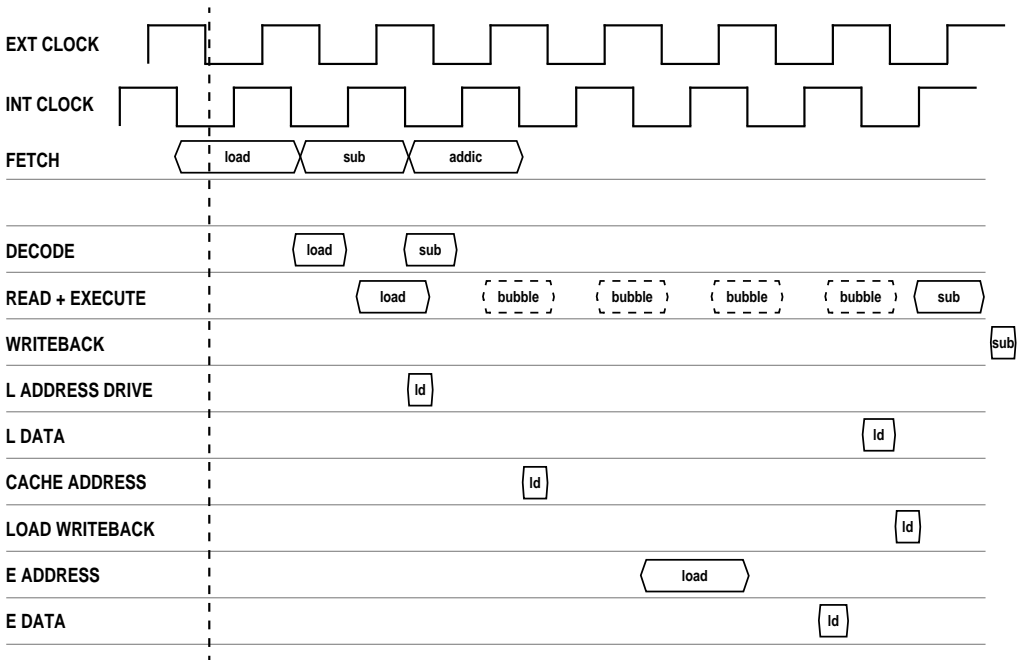 EXT CLOCK
INT CLOCK
FETCH load sub addic
DECODE load sub
READ + EXECUTE load bubble bubble bubble bubble sub
WRITEBACK sub
L ADDRESS DRIVE ld
L DATA ld
CACHE ADDRESS ld
LOAD WRITEBACK ld
E ADDRESS load
E DATA ld